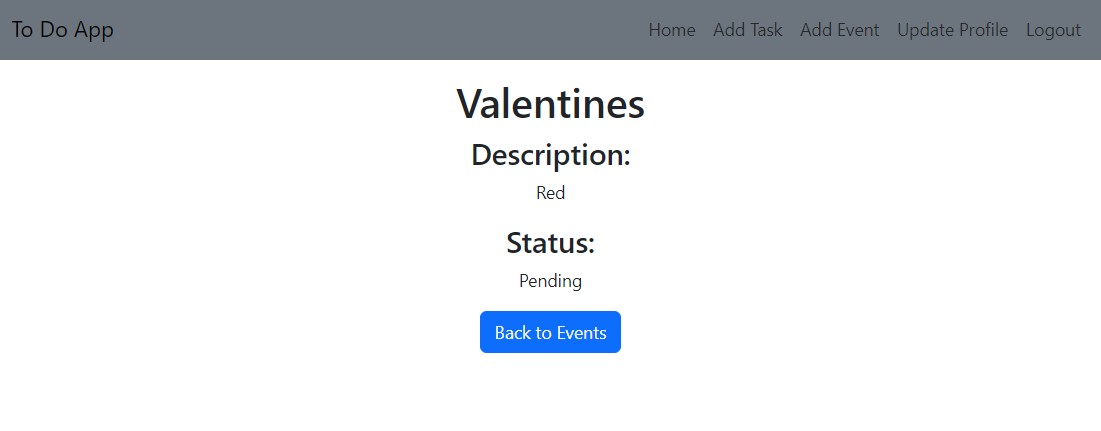 To Do App Home Add Task Add Event Update Profile Logout
Valentines
Description:
Red
Status:
Pending
Back to Events